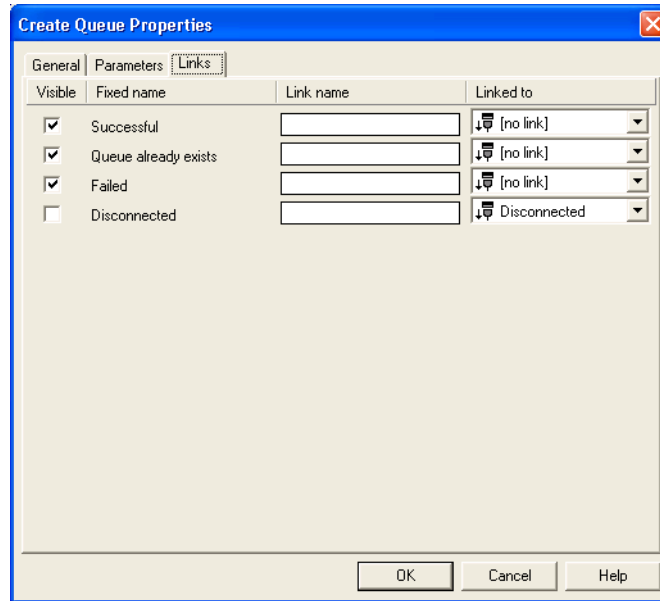 Create Queue Properties
General Parameters Links
Visible Fixed name Link name Linked to
Successful [no link]
Queue already exists [no link]
Failed [no link]
Disconnected Disconnected
OK Cancel Help